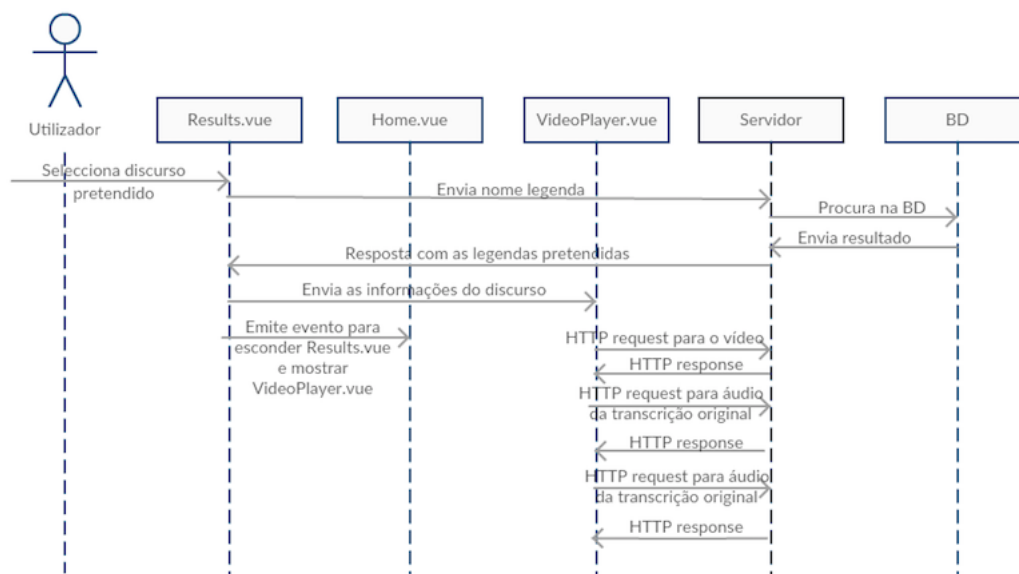 Utilizador
Results.vue
Home.vue
VideoPlayer.vue
Servidor
BD
Selecciona discurso
pretendido
Envia nome legenda
Procura na BD
Envia resultado
Resposta com as legendas pretendidas
Envia as informações do discurso
Emite evento para
esconder Results.vue
e mostrar
VideoPlayer.vue
HTTP request para o vídeo
HTTP response
HTTP request para áudio
da transcrição original
HTTP response
HTTP request para áudio
da transcrição original
HTTP response